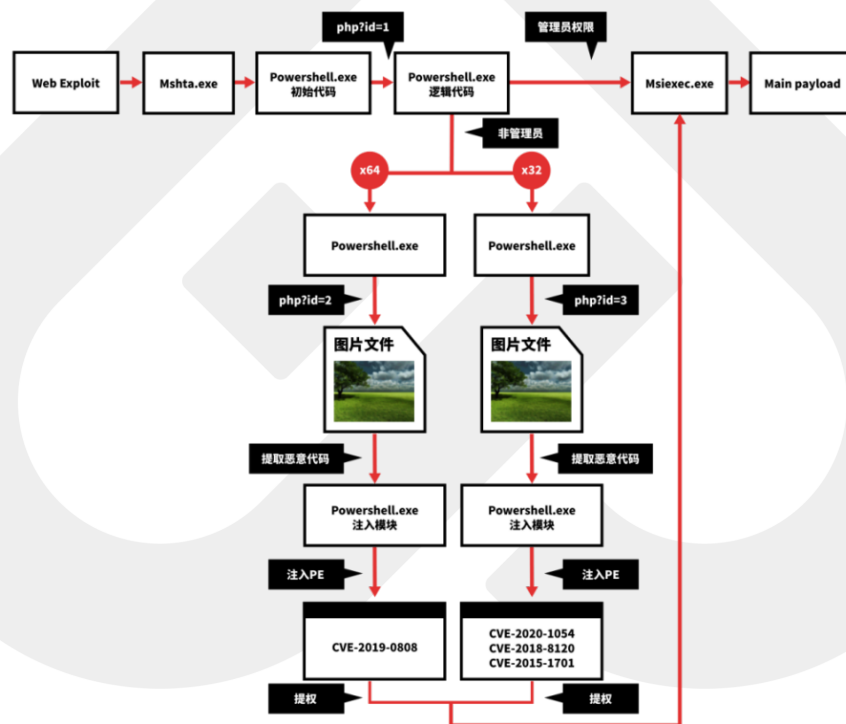 php?id=1
管理员权限
Web Exploit
Mshta.exe
Powershell.exe
初始代码
Powershell.exe
逻辑代码
Msiexec.exe
Main payload
非管理员
x64
x32
Powershell.exe
Powershell.exe
php?id=2
php?id=3
图片文件
图片文件
提取恶意代码
提取恶意代码
Powershell.exe
注入模块
Powershell.exe
注入模块
注入PE
注入PE
CVE-2019-0808
CVE-2020-1054
CVE-2018-8120
CVE-2015-1701
提权
提权